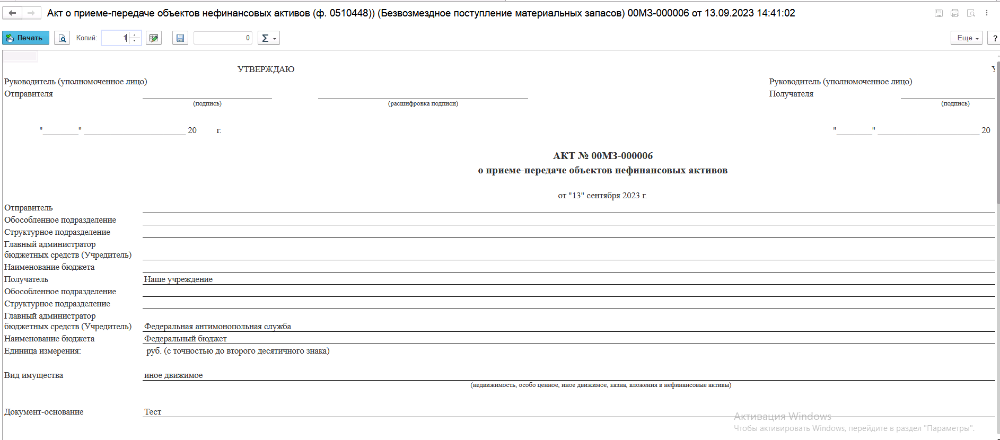 Акт о приеме-передаче объектов нефинансовых активов (ф. 0510448)) (Безвозмездное поступление материальных запасов) 00МЗ-000006 от 13.09.2023 14:41:02
Печать Копий: 1 0 Σ Еще ?
УТВЕРЖДАЮ У
Руководитель (уполномоченное лицо) Руководитель (уполномоченное лицо)
Отправителя Получателя
(подпись) (расшифровка подписи) (подпись)
"________" _______________________ 20 г. "________" _______________________ 20
АКТ № 00МЗ-000006
о приеме-передаче объектов нефинансовых активов
от "13" сентября 2023 г.
Отправитель
Обособленное подразделение
Структурное подразделение
Главный администратор
бюджетных средств (Учредитель)
Наименование бюджета
Получатель Наше учреждение
Обособленное подразделение
Структурное подразделение
Главный администратор
бюджетных средств (Учредитель) Федеральная антимонопольная служба
Наименование бюджета Федеральный бюджет
Единица измерения: руб. (с точностью до второго десятичного знака)
Вид имущества иное движимое
(недвижимость, особо ценное, иное движимое, казна, вложения в нефинансовые активы)
Документ-основание Тест
Активация Windows
Чтобы активировать Windows, перейдите в раздел "Параметры".